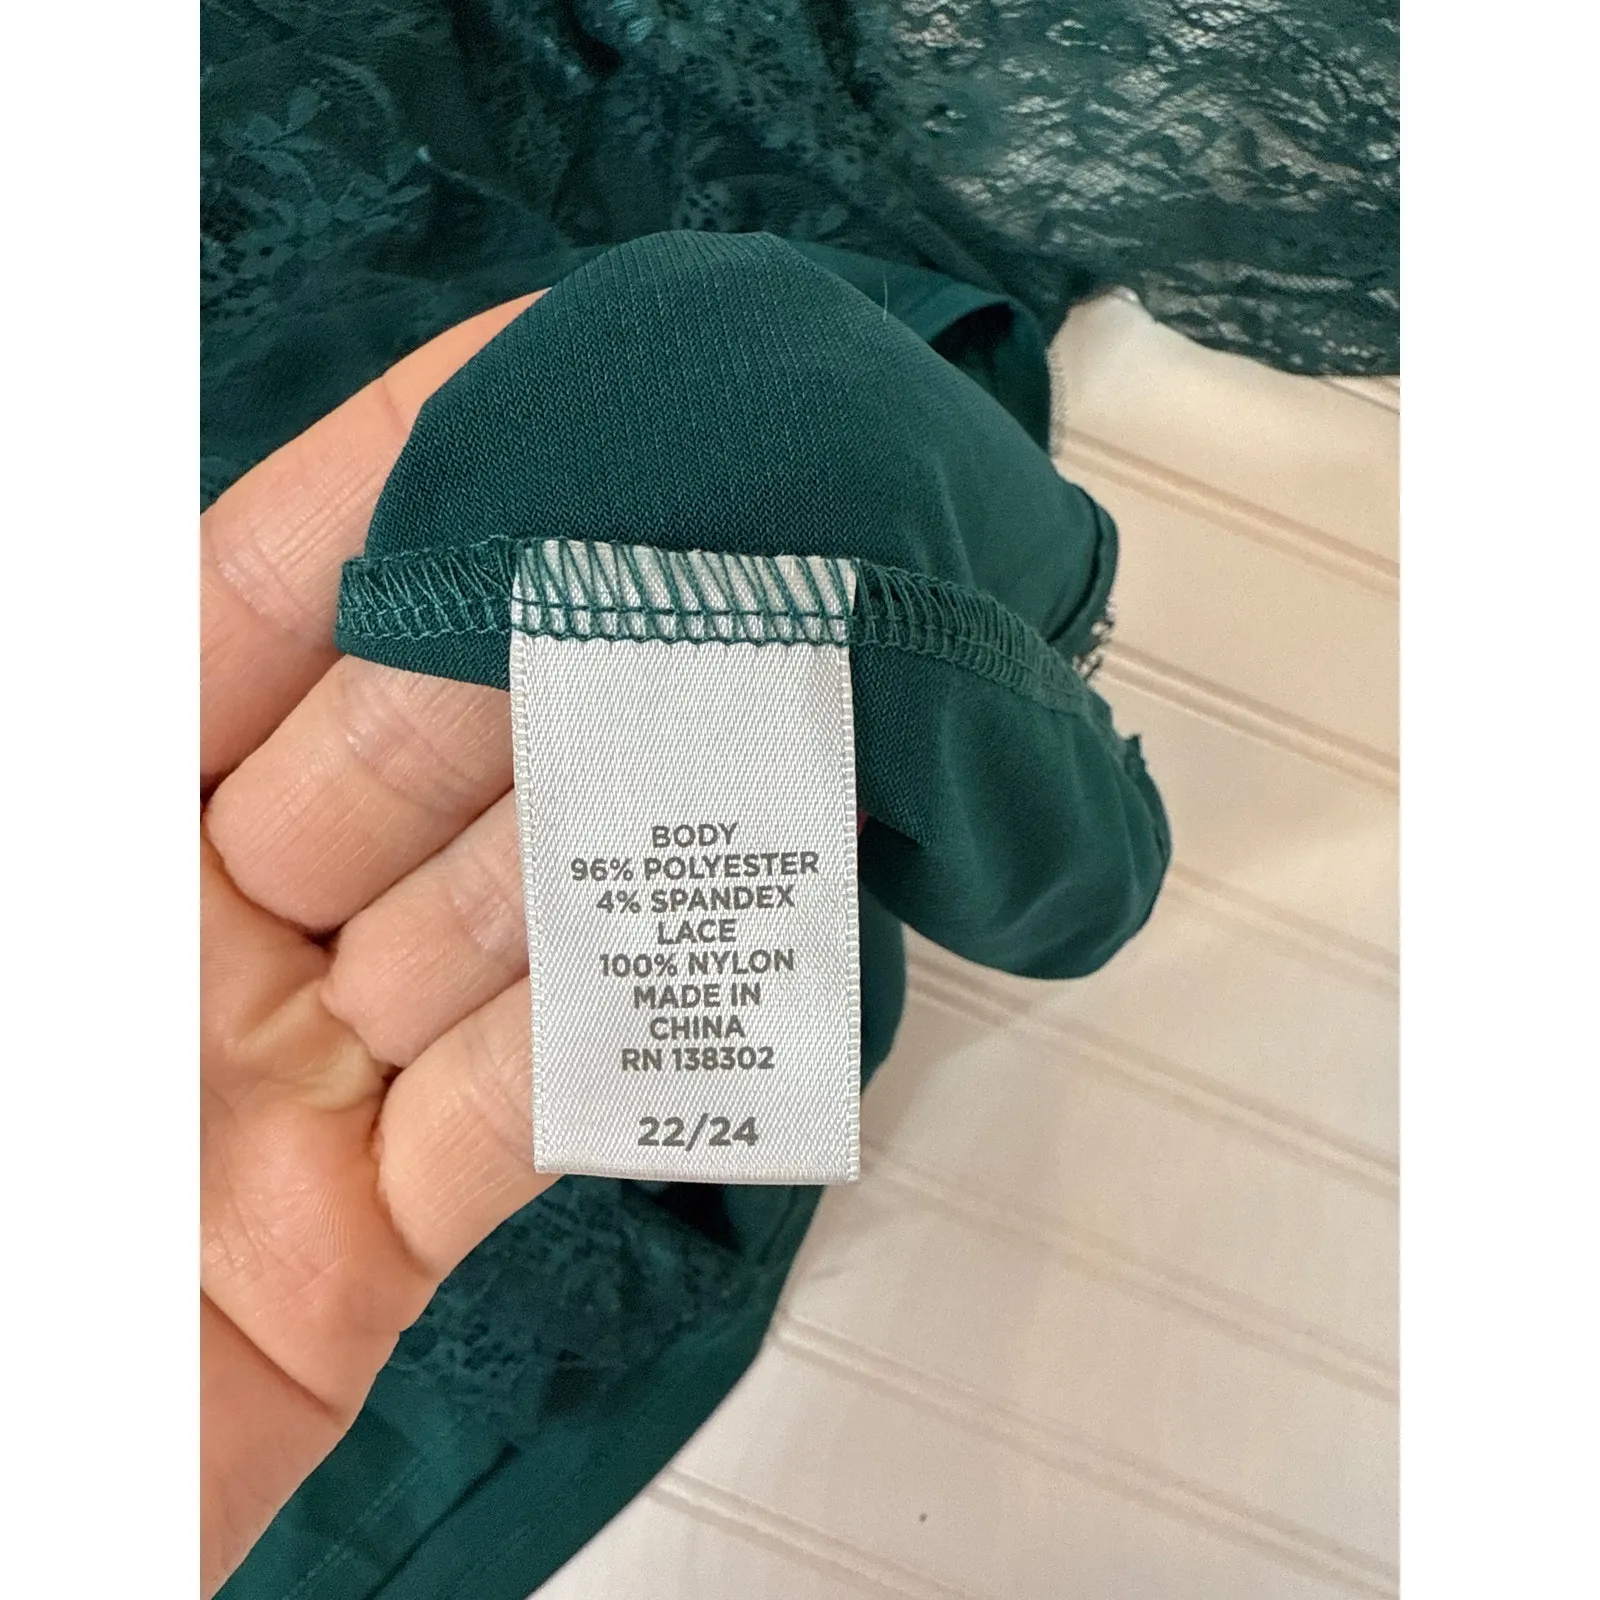 BODY
96% POLYESTER
4% SPANDEX
LACE
100% NYLON
MADE IN
CHINA
RN 138302
22/24